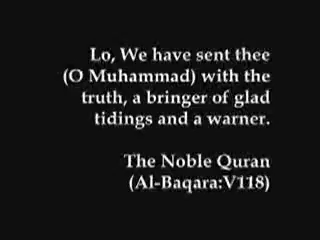 Lo, We have sent thee
(O Muhammad) with the
truth, a bringer of glad
tidings and a warner.
The Noble Quran
(Al-Baqara:V118)